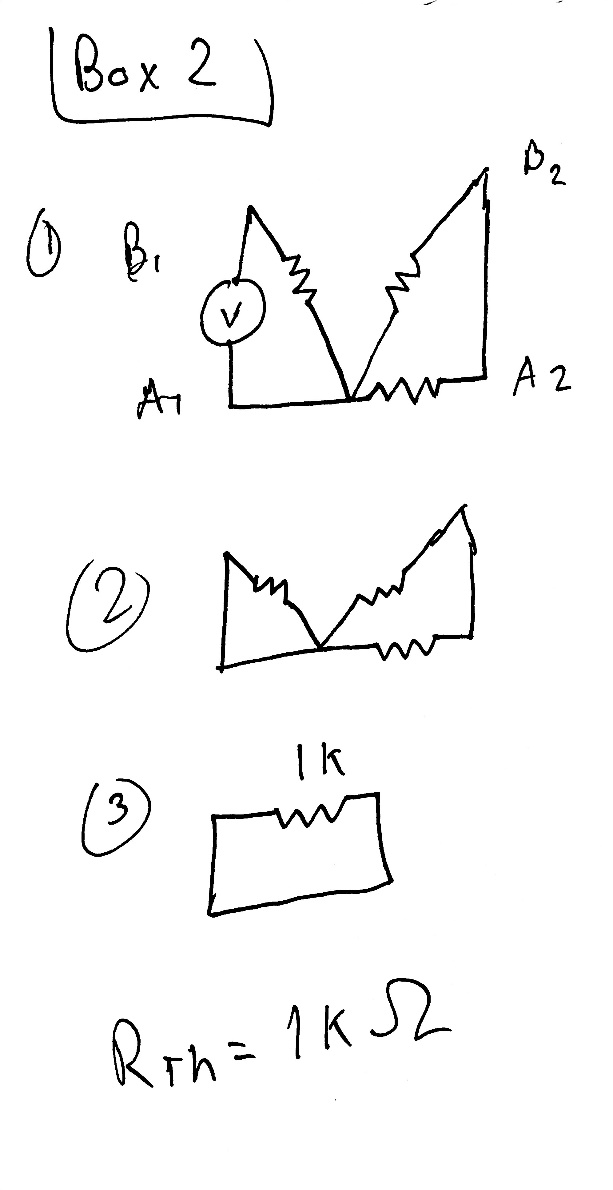 Box 2
① B1 V B2
A1 A2
②
③ 1K
RTh = 1KΩ